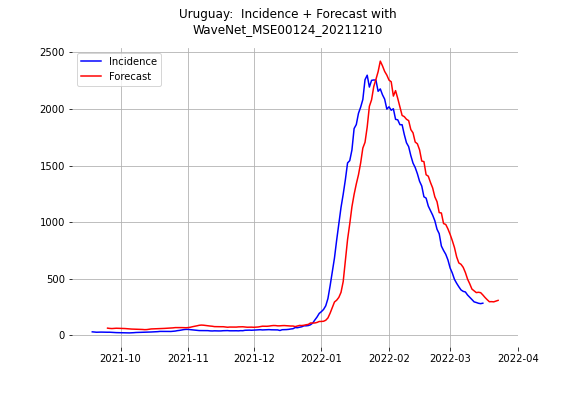 Uruguay: Incidence + Forecast with
WaveNet_MSE00124_20211210
Incidence
Forecast
2500
2000
1500
1000
500
0
2021-10 2021-11 2021-12 2022-01 2022-02 2022-03 2022-04